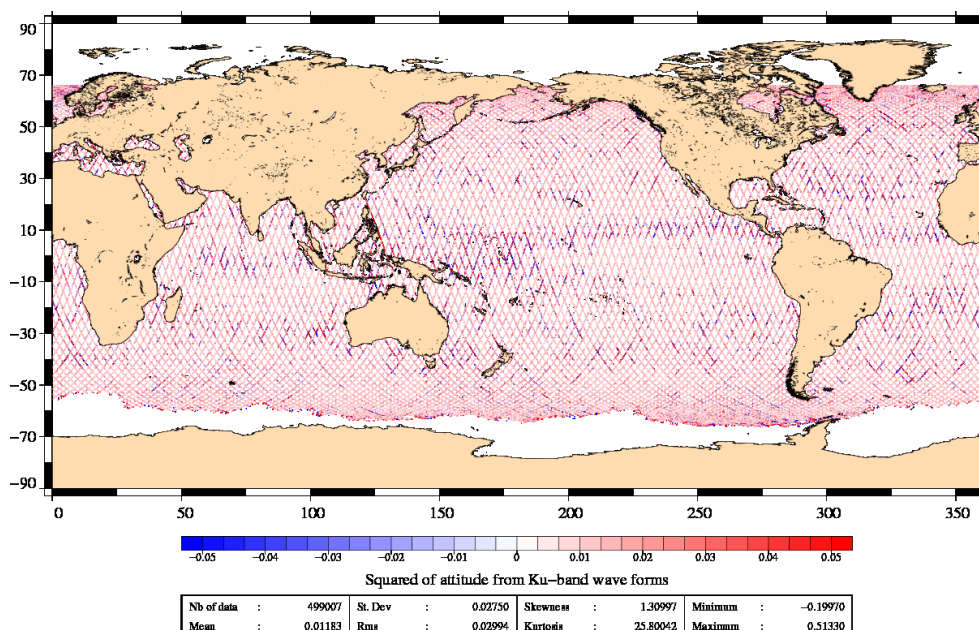 90
70
50
30
10
−10
−30
−50
−70
−90
0 50 100 150 200 250 300 350
−0.05 −0.04 −0.03 −0.02 −0.01 0 0.01 0.02 0.03 0.04 0.05
Squared of attitude from Ku−band wave forms
Nb of data : 499007 St. Dev : 0.02750 Skewness : 1.30997 Minimum : −0.19970
Mean : 0.01183 Rms : 0.02994 Kurtosis : 25.80042 Maximum : 0.51330